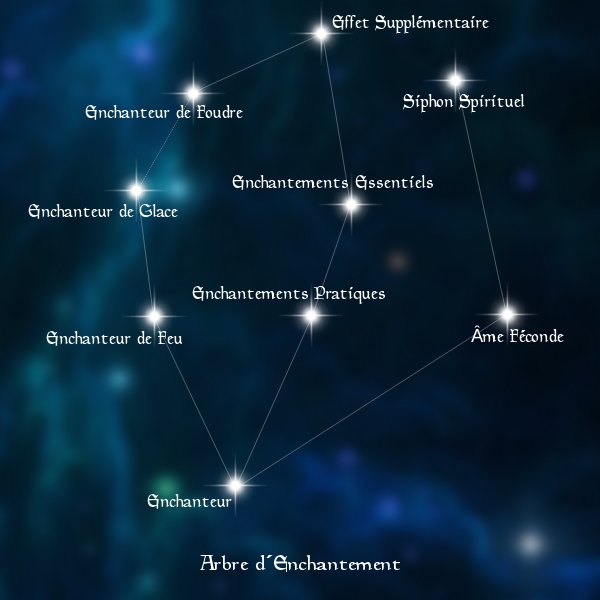 Effet Supplémentaire
Siphon Spirituel
Enchanteur de Foudre
Enchantements Essentiels
Enchanteur de Glace
Enchantements Pratiques
Enchanteur de Feu
Âme Féconde
Enchanteur
Arbre d´Enchantement